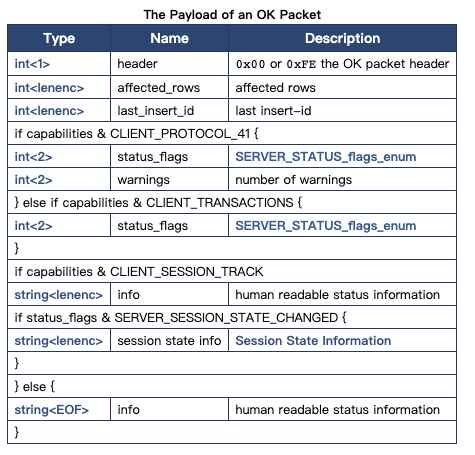 The Payload of an OK Packet
Type Name Description
int<1> header 0x00 or 0xFE the OK packet header
int<lenenc> affected_rows affected rows
int<lenenc> last_insert_id last insert-id
if capabilities & CLIENT_PROTOCOL_41 {
int<2> status_flags SERVER_STATUS_flags_enum
int<2> warnings number of warnings
} else if capabilities & CLIENT_TRANSACTIONS {
int<2> status_flags SERVER_STATUS_flags_enum
}
if capabilities & CLIENT_SESSION_TRACK
string<lenenc> info human readable status information
if status_flags & SERVER_SESSION_STATE_CHANGED {
string<lenenc> session state info Session State Information
}
} else {
string<EOF> info human readable status information
}